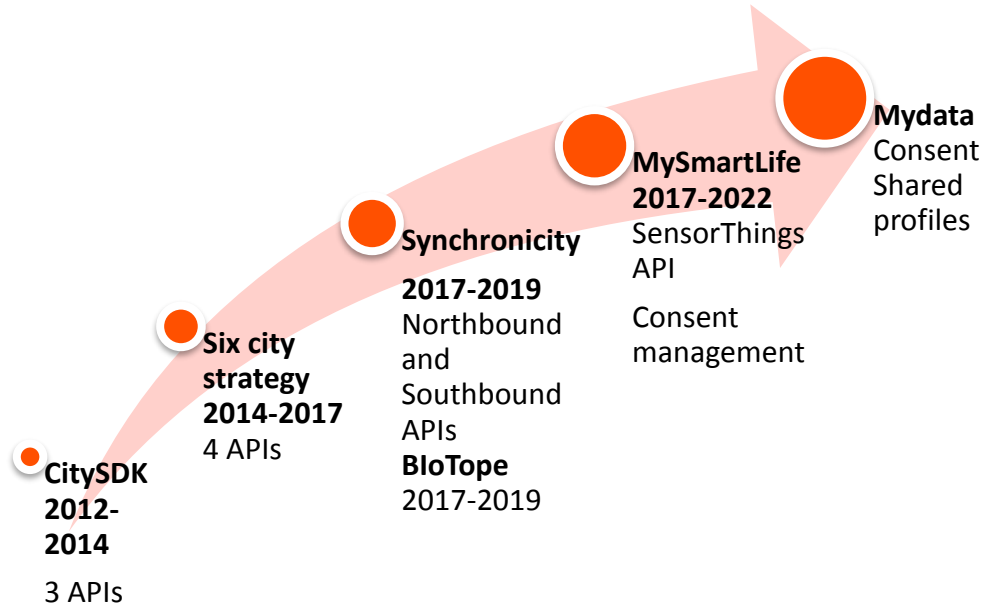 CitySDK
2012-
2014
3 APIs
Six city
strategy
2014-2017
4 APIs
Synchronicity
2017-2019
Northbound
and
Southbound
APIs
BIoTope
2017-2019
MySmartLife
2017-2022
SensorThings
API
Consent
management
Mydata
Consent
Shared
profiles